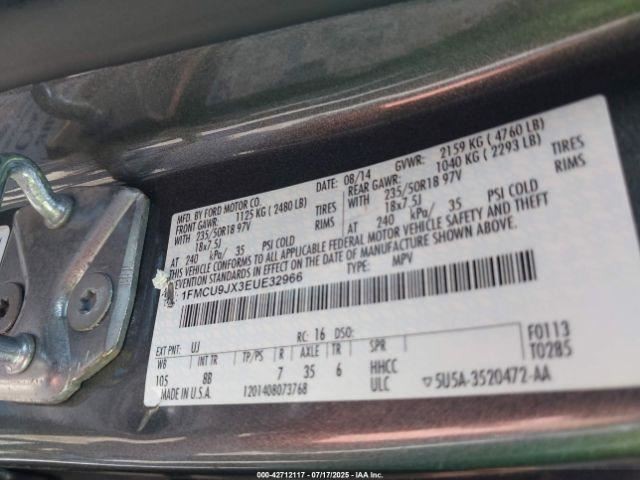 MFD. BY FORD MOTOR CO.
DATE: 08/14 GVWR: 2159 KG ( 4760 LB)
FRONT GAWR: 1125 KG ( 2480 LB)
REAR GAWR: 1040 KG ( 2293 LB)
WITH 235/50R18 97V TIRES
WITH 235/50R18 97V TIRES
18x7.5J RIMS
18x7.5J RIMS
AT 240 kPa/ 35 PSI COLD
AT 240 kPa/ 35 PSI COLD
THIS VEHICLE CONFORMS TO ALL APPLICABLE FEDERAL MOTOR VEHICLE SAFETY AND THEFT
PREVENTION STANDARDS IN EFFECT ON THE DATE OF MANUFACTURE SHOWN ABOVE.
1FMCU9JX3EUE32966
TYPE: MPV
EXT PNT: UJ RC: 16 DSO: F0113
WB INT TR TP/PS R AXLE TR SPR T0285
105 8B 7 35 6 HHCC
MADE IN U.S.A. 1201408073768 ULC ▽5U5A-3520472-AA
00-42712117 - 07/17/2025 - IAA Inc.